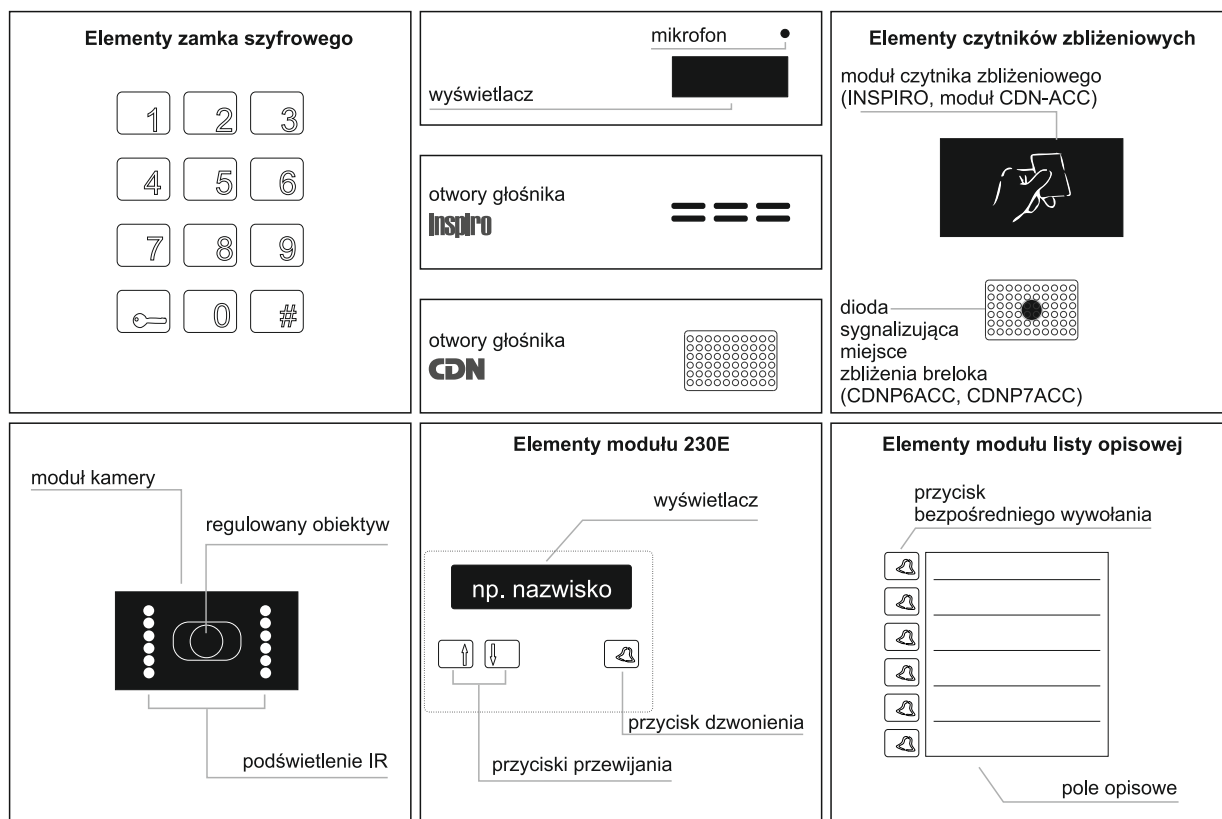 Elementy zamka szyfrowego
1 2 3
4 5 6
7 8 9
0 #
mikrofon
wyświetlacz
otwory głośnika
Inspiro
otwory głośnika
CDN
Elementy czytników zbliżeniowych
moduł czytnika zbliżeniowego
(INSPIRO, moduł CDN-ACC)
dioda
sygnalizująca
miejsce
zbliżenia breloka
(CDNP6ACC, CDNP7ACC)
moduł kamery
regulowany obiektyw
podświetlenie IR
Elementy modułu 230E
wyświetlacz
np. nazwisko
przycisk dzwonienia
przyciski przewijania
Elementy modułu listy opisowej
przycisk
bezpośredniego wywołania
pole opisowe